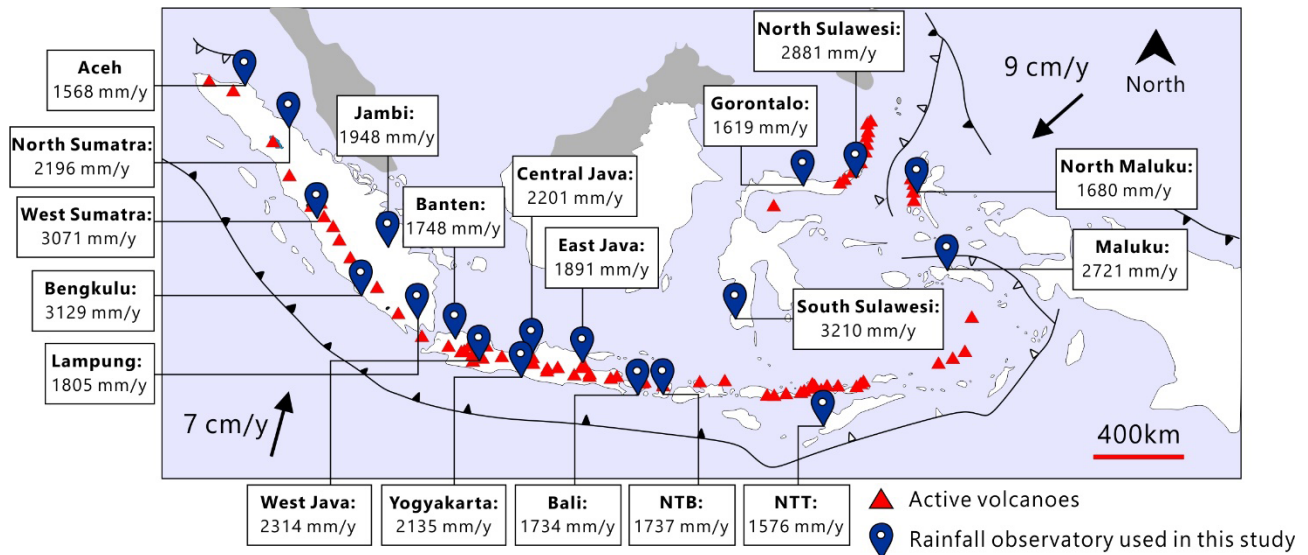 Aceh
1568 mm/y
North Sumatra:
2196 mm/y
West Sumatra:
3071 mm/y
Bengkulu:
3129 mm/y
Lampung:
1805 mm/y
Jambi:
1948 mm/y
Banten:
1748 mm/y
Central Java:
2201 mm/y
East Java:
1891 mm/y
Gorontalo:
1619 mm/y
North Sulawesi:
2881 mm/y
9 cm/y
North
North Maluku:
1680 mm/y
Maluku:
2721 mm/y
South Sulawesi:
3210 mm/y
7 cm/y
400km
West Java:
2314 mm/y
Yogyakarta:
2135 mm/y
Bali:
1734 mm/y
NTB:
1737 mm/y
NTT:
1576 mm/y
Active volcanoes
Rainfall observatory used in this study